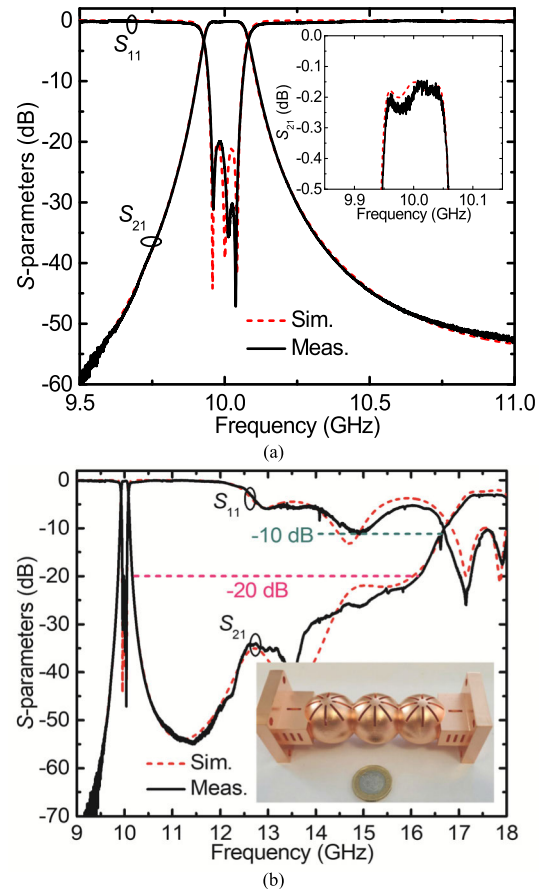 0
-10
-20
-30
-40
-50
-60
S-parameters (dB)
S11
S21
0.0
-0.1
-0.2
-0.3
-0.4
-0.5
S21 (dB)
9.9
10.0
10.1
Frequency (GHz)
Sim.
Meas.
9.5
10.0
10.5
11.0
Frequency (GHz)
(a)
0
-10
-20
-30
-40
-50
-60
-70
S-parameters (dB)
S11
-10 dB
-20 dB
S21
Sim.
Meas.
9 10 11 12 13 14 15 16 17 18
Frequency (GHz)
(b)